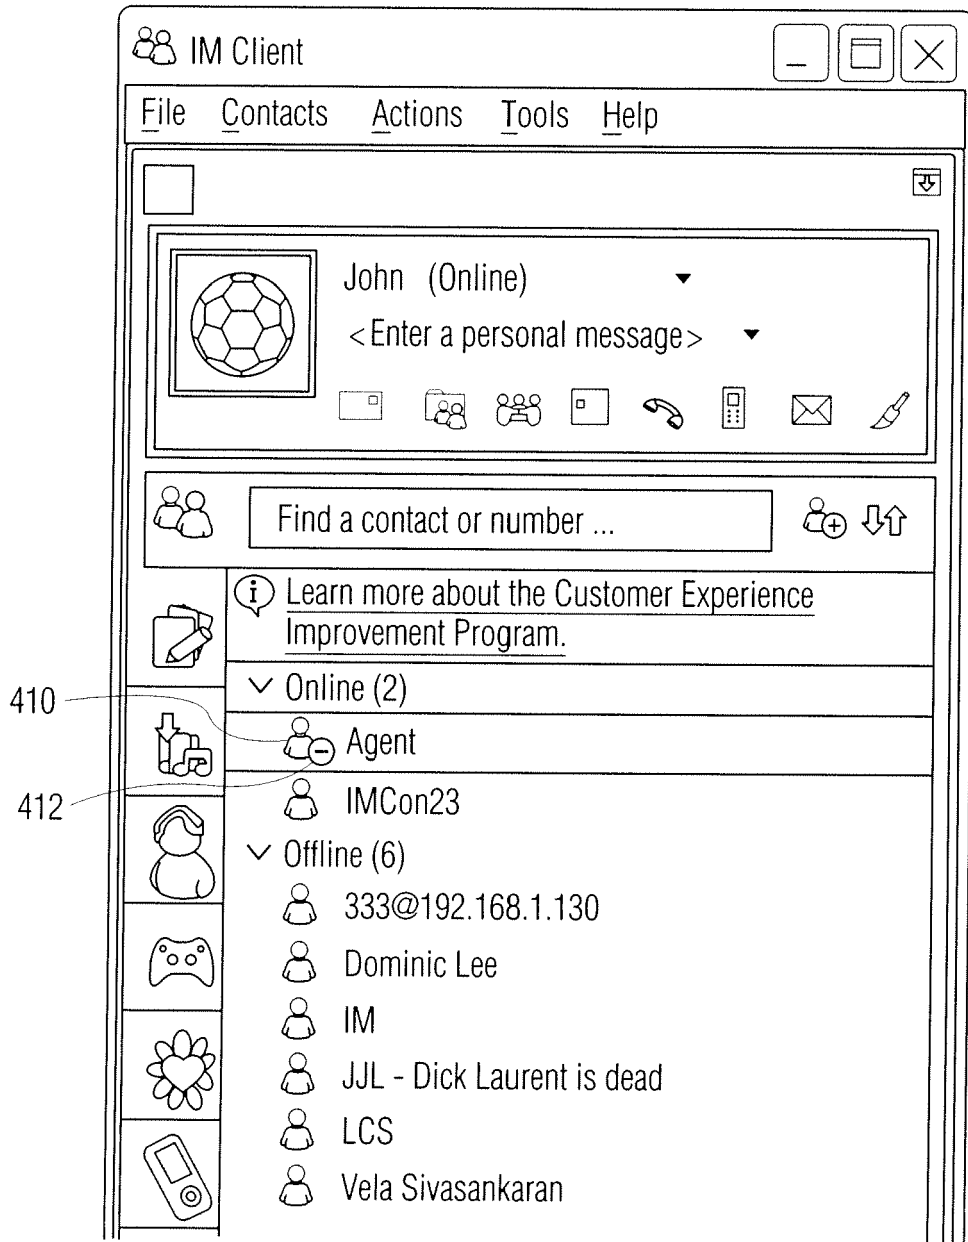 IM Client
File Contacts Actions Tools Help
John (Online)
<Enter a personal message>
Find a contact or number ...
Learn more about the Customer Experience
Improvement Program.
Online (2)
410
Agent
412
IMCon23
Offline (6)
333@192.168.1.130
Dominic Lee
IM
JJL - Dick Laurent is dead
LCS
Vela Sivasankaran